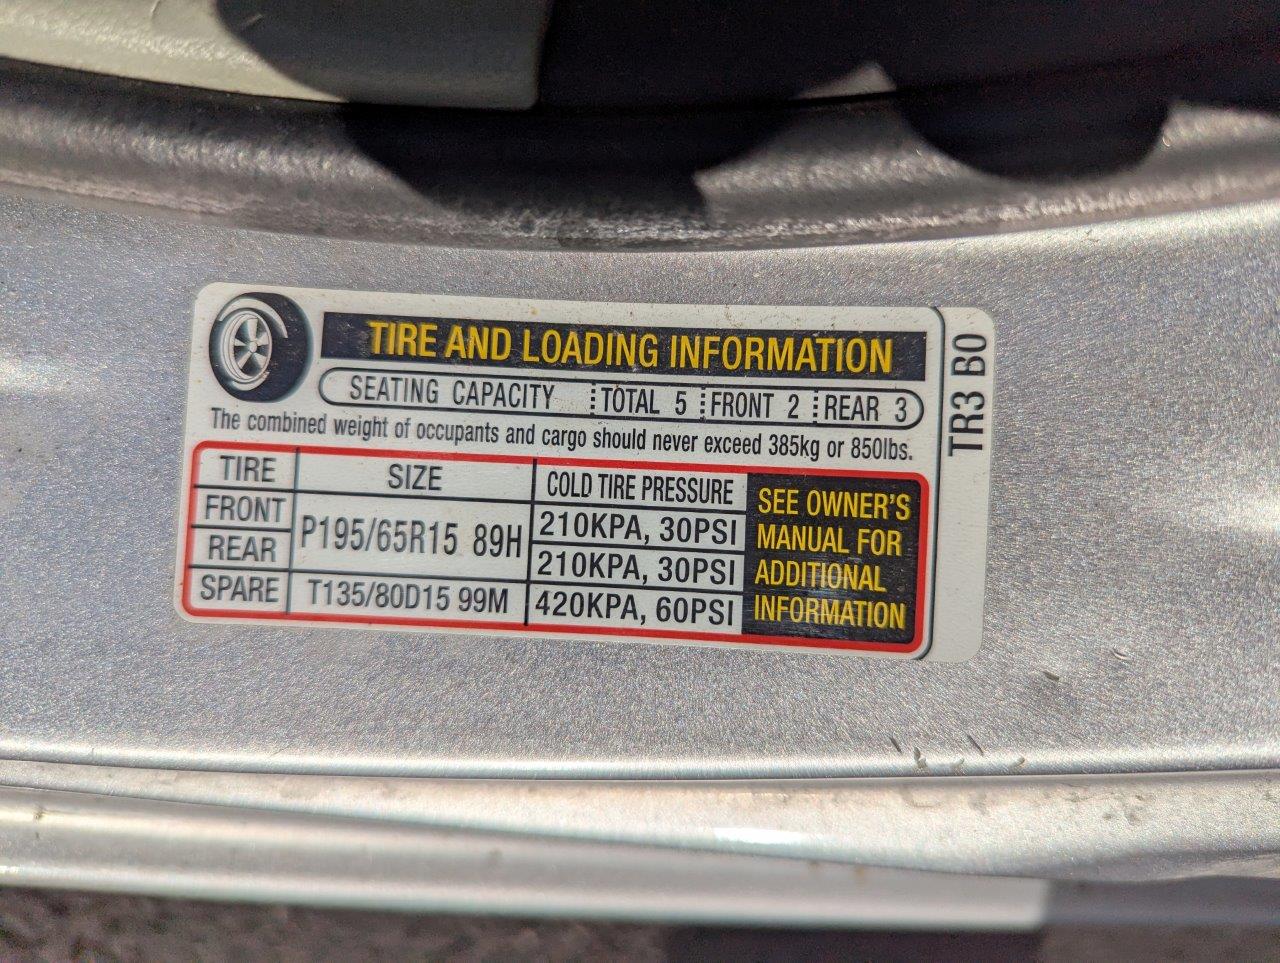 TIRE AND LOADING INFORMATION
SEATING CAPACITY TOTAL 5 FRONT 2 REAR 3
The combined weight of occupants and cargo should never exceed 385kg or 850lbs.
TIRE SIZE COLD TIRE PRESSURE
FRONT P195/65R15 89H 210KPA, 30PSI
REAR 210KPA, 30PSI
SPARE T135/80D15 99M 420KPA, 60PSI
SEE OWNER'S
MANUAL FOR
ADDITIONAL
INFORMATION
TR3 B0